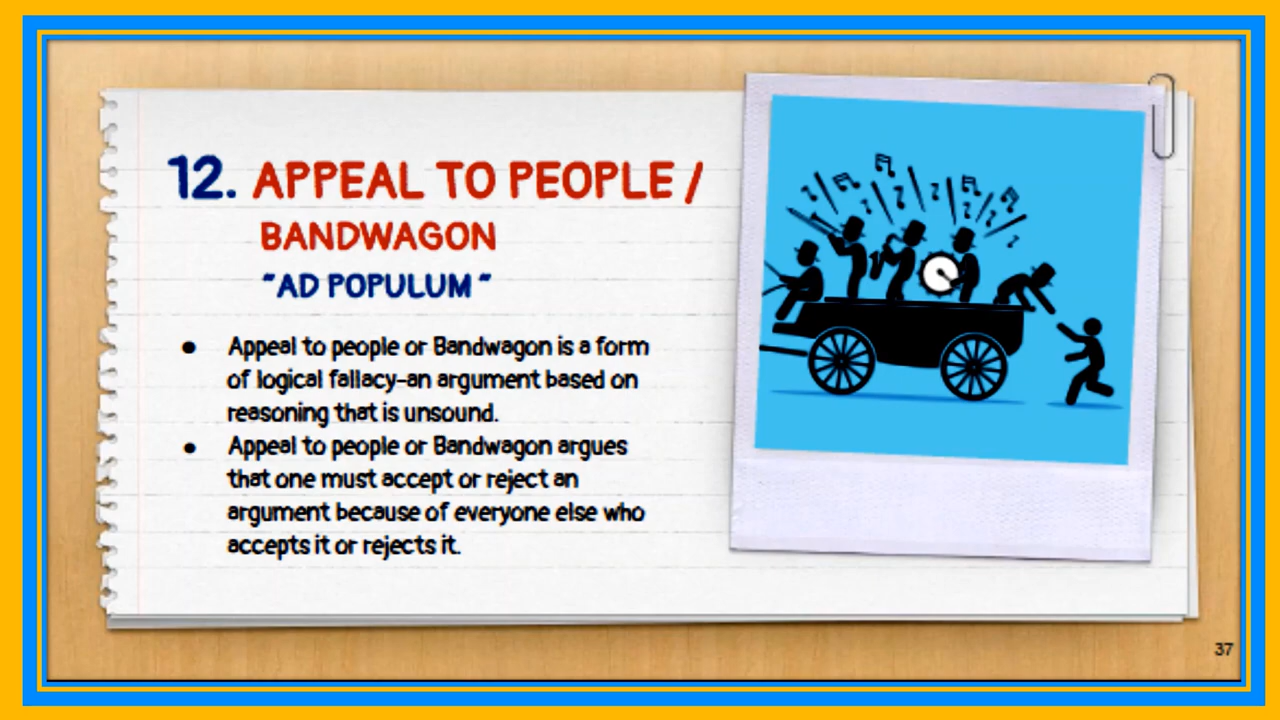 12. APPEAL TO PEOPLE /
BANDWAGON
"AD POPULUM"
● Appeal to people or Bandwagon is a form
of logical fallacy-an argument based on
reasoning that is unsound.
● Appeal to people or Bandwagon argues
that one must accept or reject an
argument because of everyone else who
accepts it or rejects it.
37